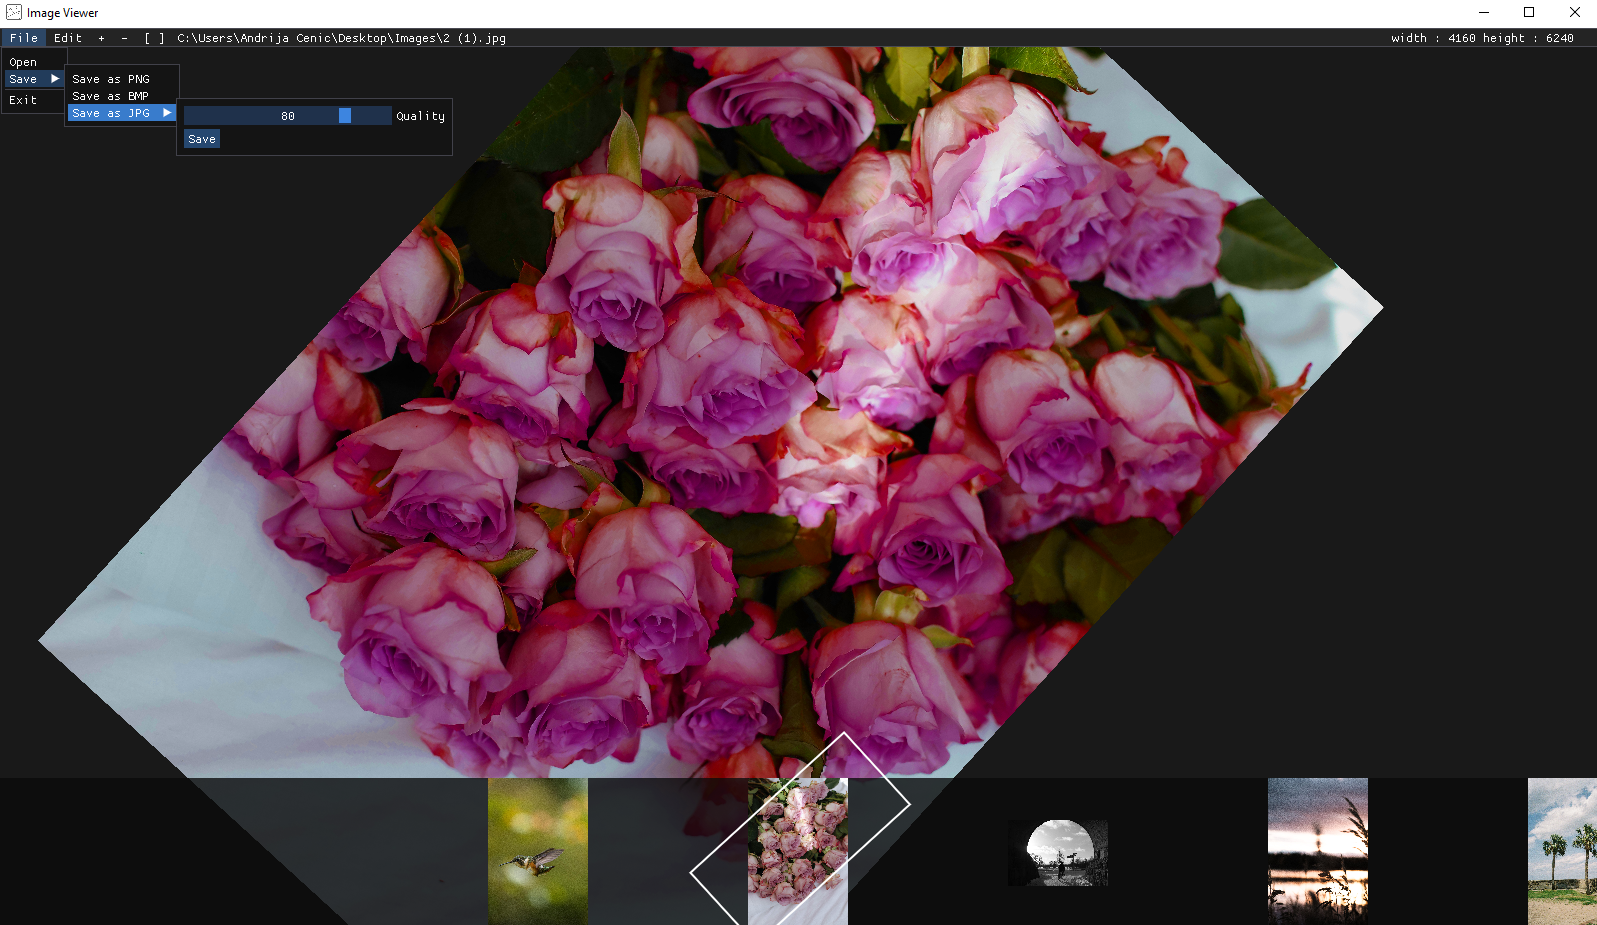 Image Viewer
File Edit + - [ ] C:\Users\Andrija Cenic\Desktop\Images\2 (1).jpg width : 4160 height : 6240
Open
Save
Exit
Save as PNG
Save as BMP
Save as JPG
80 Quality
Save